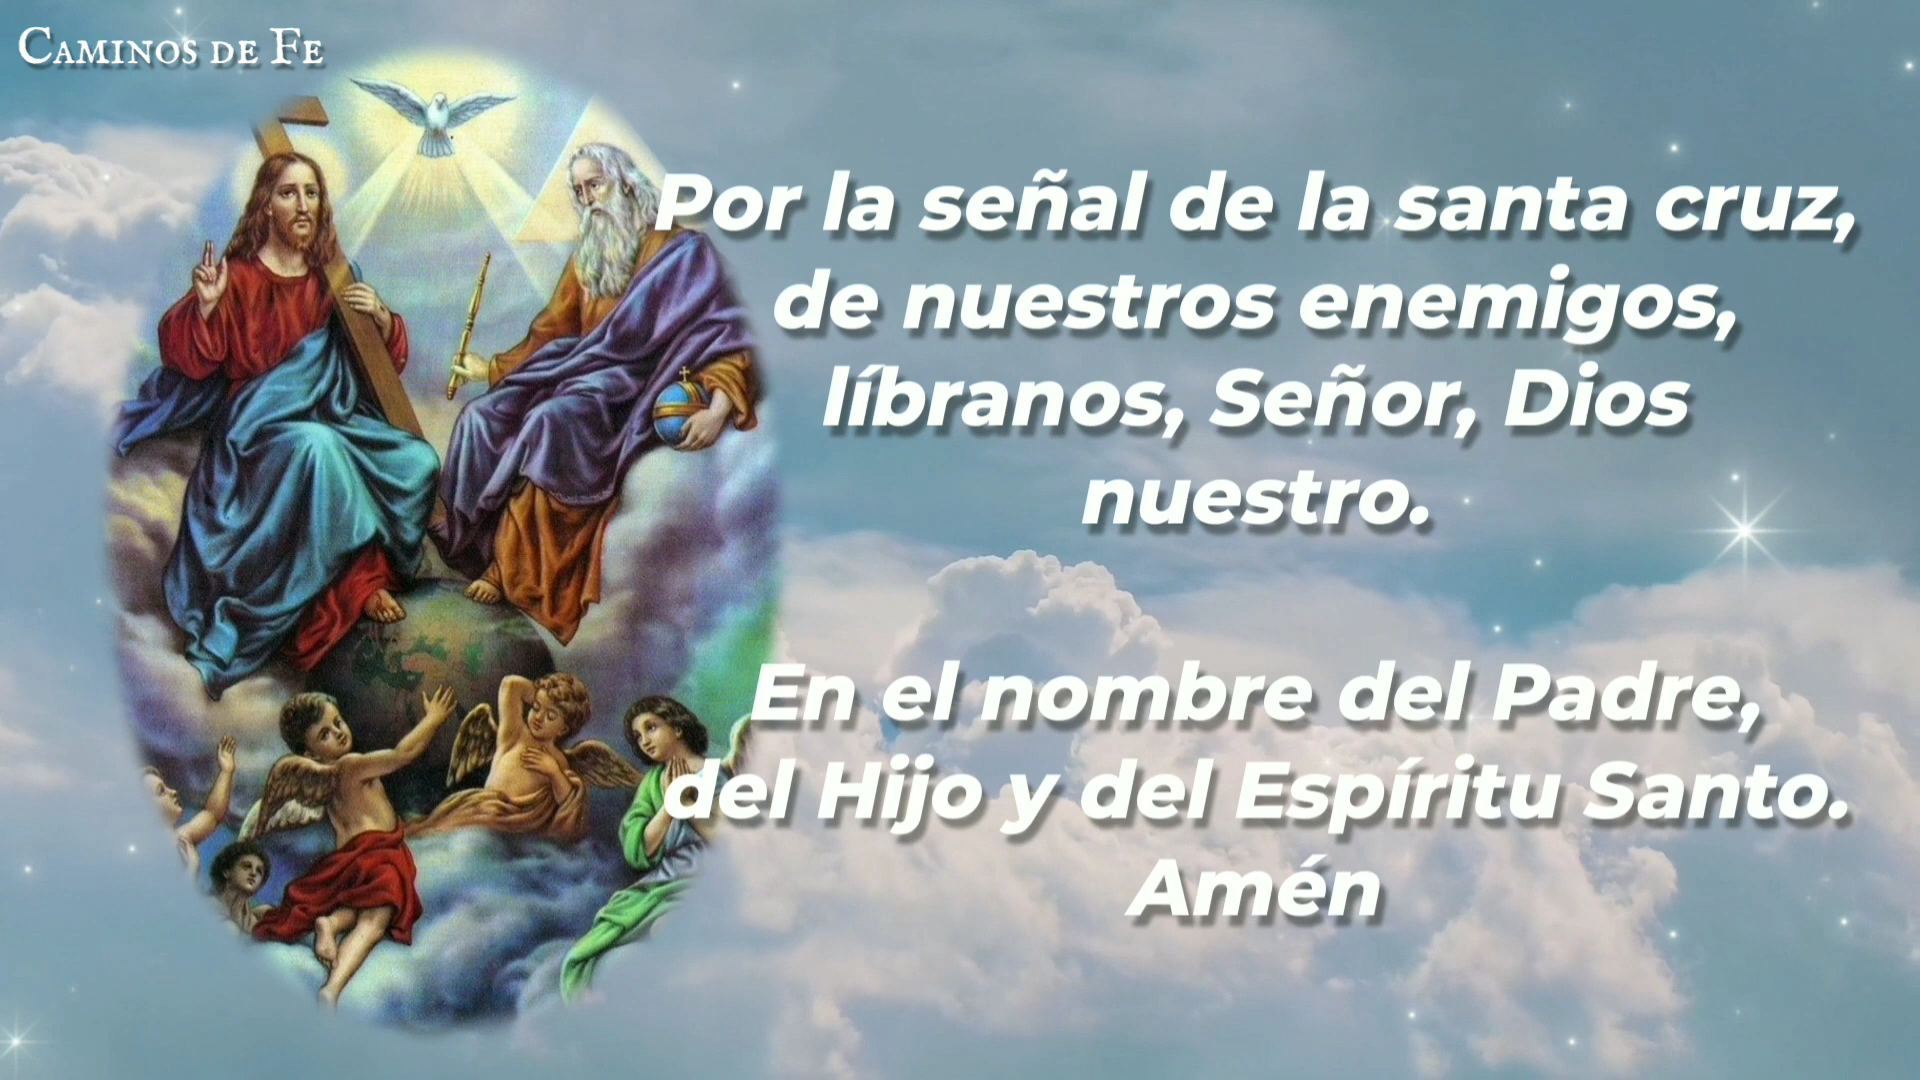 Caminos de Fe
Por la señal de la santa cruz,
de nuestros enemigos,
líbranos, Señor, Dios
nuestro.
En el nombre del Padre,
del Hijo y del Espíritu Santo.
Amén